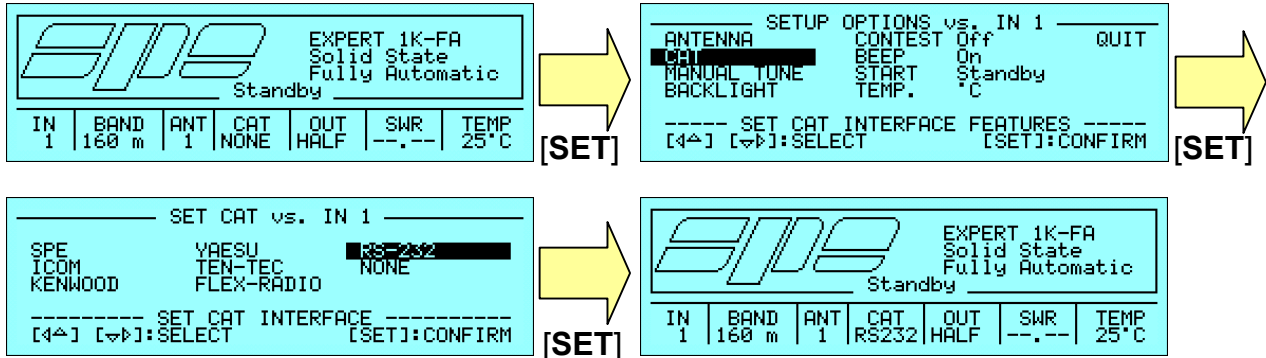 spe
EXPERT 1K-FA
Solid State
Fully Automatic
Standby
IN BAND ANT CAT OUT SWR TEMP
1 160 m 1 NONE HALF --.-- 25°C
[SET]
SETUP OPTIONS vs. IN 1
ANTENNA CONTEST Off QUIT
CAT BEEP On
MANUAL TUNE START Standby
BACKLIGHT TEMP. °C
----- SET CAT INTERFACE FEATURES -----
[◁△] [▽▷]:SELECT [SET]:CONFIRM
[SET]
SET CAT vs. IN 1
SPE YAESU RS-232
ICOM TEN-TEC NONE
KENWOOD FLEX-RADIO
---------- SET CAT INTERFACE ----------
[◁△] [▽▷]:SELECT [SET]:CONFIRM
[SET]
spe
EXPERT 1K-FA
Solid State
Fully Automatic
Standby
IN BAND ANT CAT OUT SWR TEMP
1 160 m 1 RS232 HALF --.-- 25°C